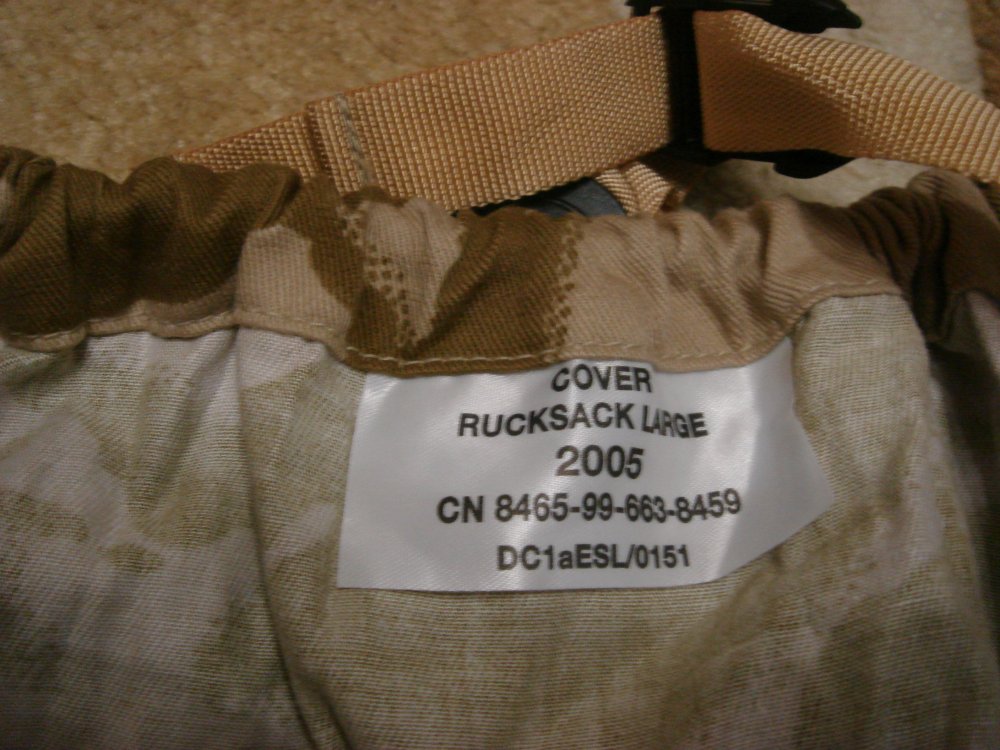 COVER
RUCKSACK LARGE
2005
CN 8465-99-663-8459
DC1aESL/0151